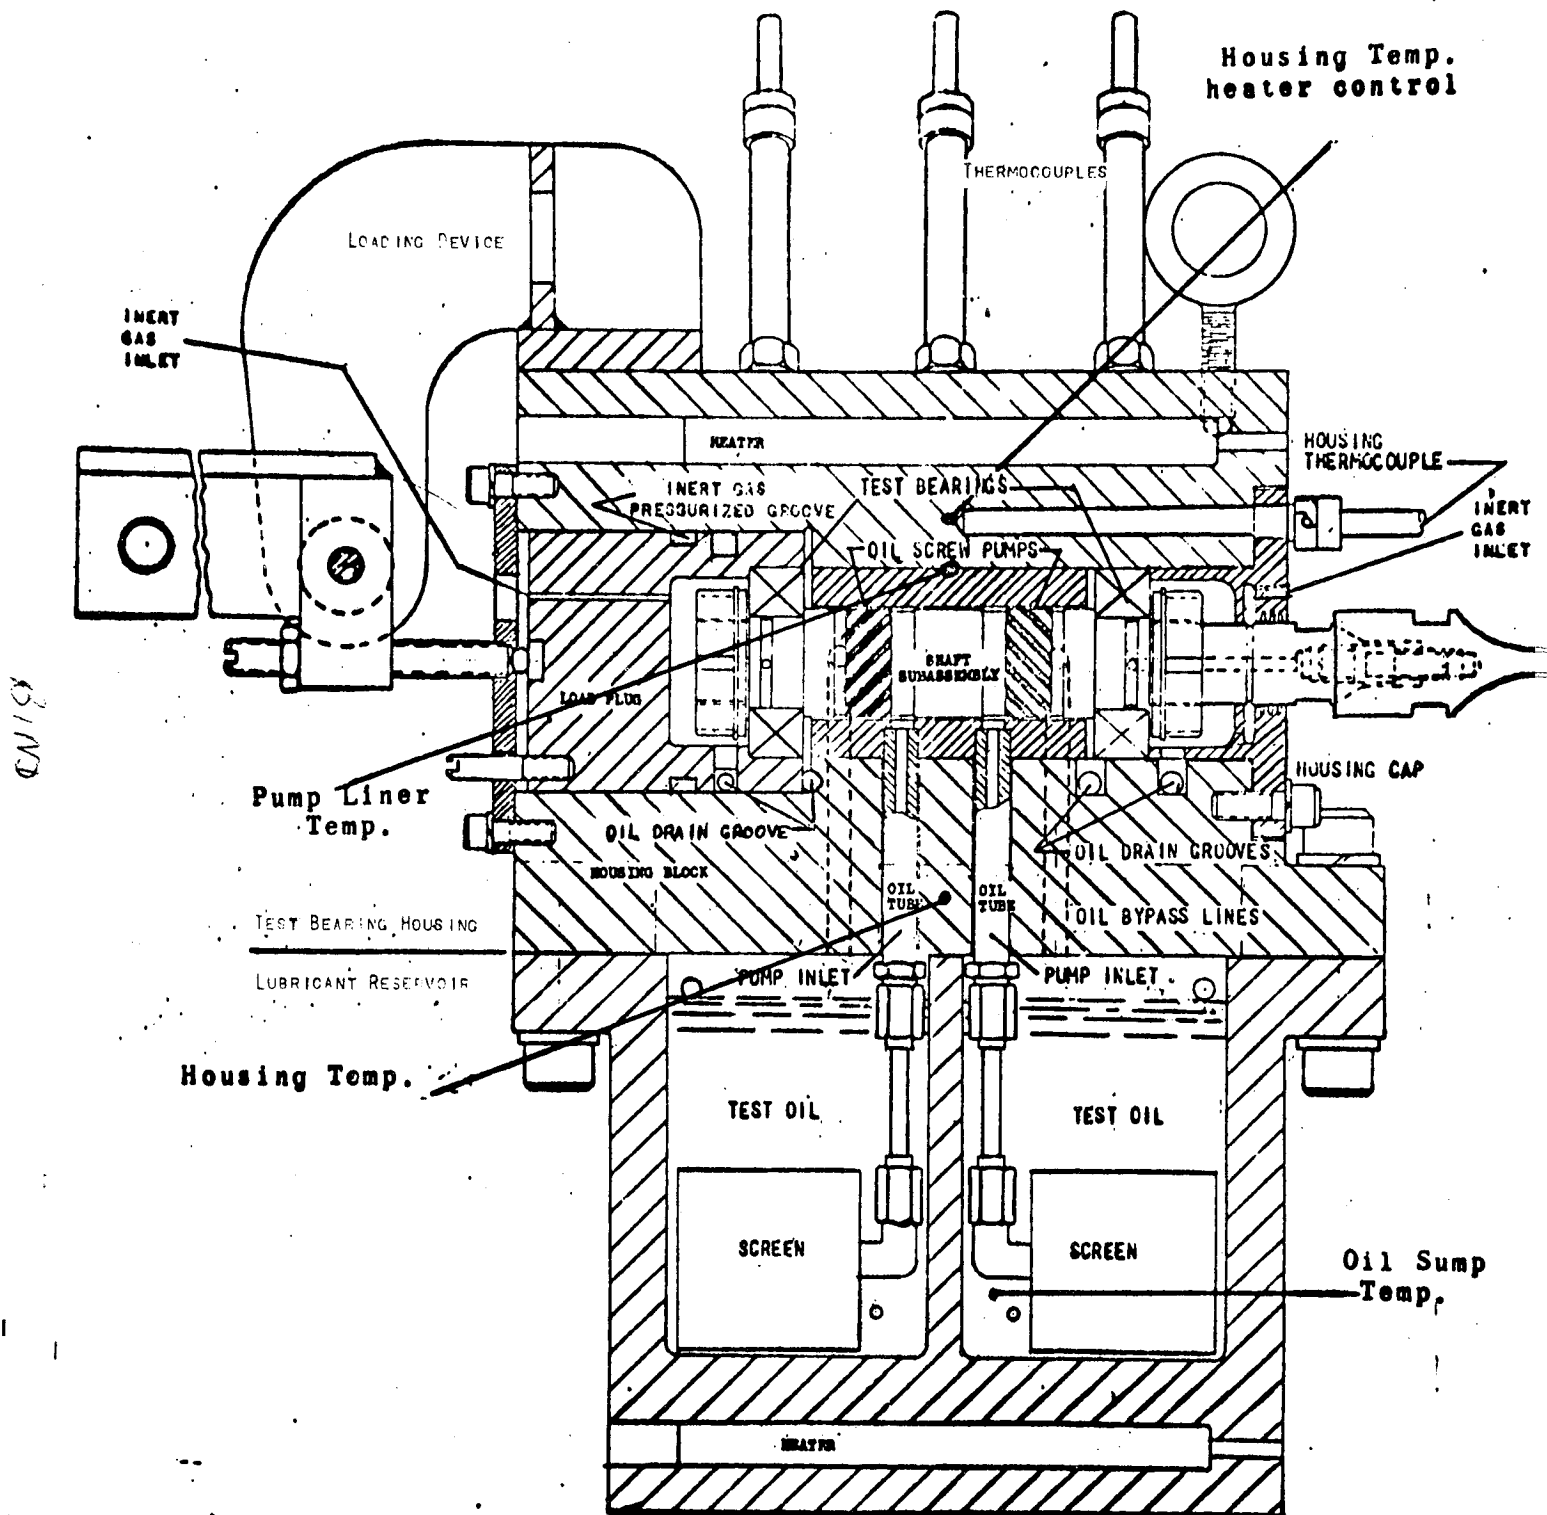 Housing Temp.
heater control
THERMOCOUPLES
LOADING DEVICE
INERT
GAS
INLET
HEATER
HOUSING
THERMOCOUPLE
INERT GAS
PRESSURIZED GROOVE
TEST BEARINGS
INERT
GAS
INLET
OIL SCREW PUMPS
SHAFT
SUBASSEMBLY
LOAD PLUG
HOUSING CAP
Pump Liner
Temp.
OIL DRAIN GROOVE
OIL DRAIN GROOVES
HOUSING BLOCK
OIL
TUBE
OIL
TUBE
OIL BYPASS LINES
TEST BEARING HOUSING
LUBRICANT RESERVOIR
PUMP INLET
PUMP INLET
Housing Temp.
TEST OIL
TEST OIL
SCREEN
SCREEN
Oil Sump
Temp.
HEATER